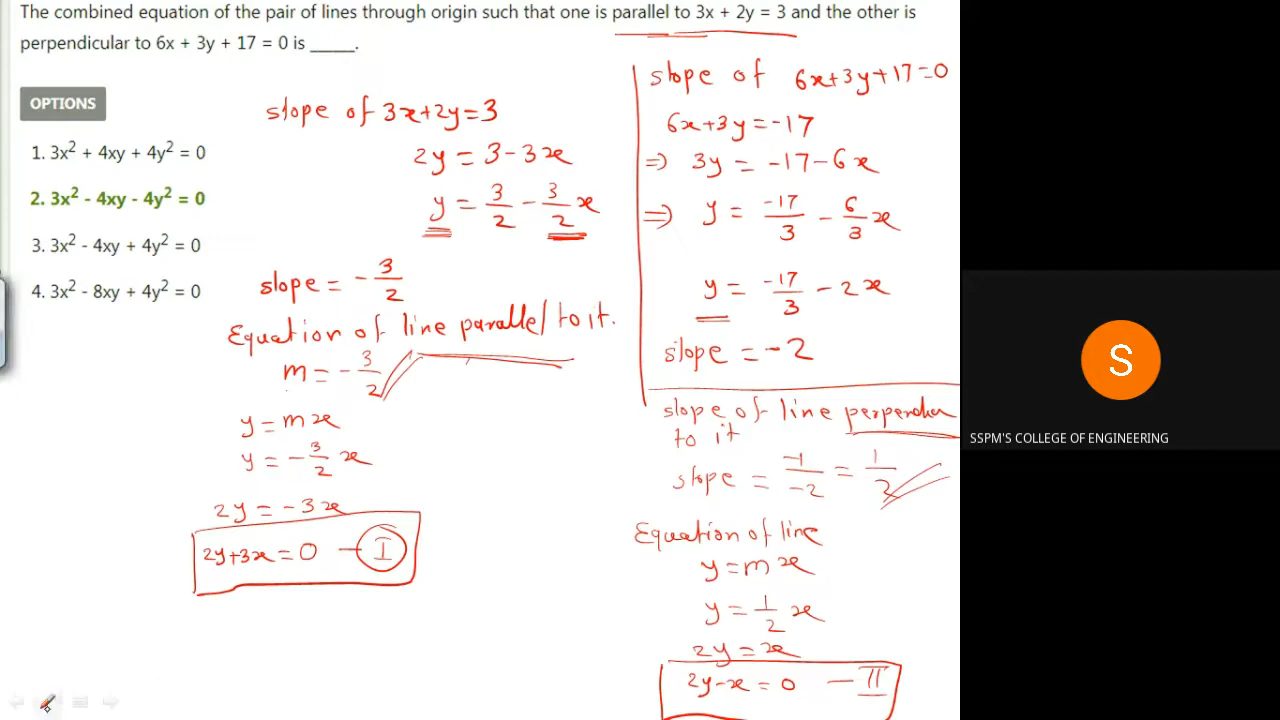 The combined equation of the pair of lines through origin such that one is parallel to 3x + 2y = 3 and the other is
perpendicular to 6x + 3y + 17 = 0 is _____.
OPTIONS
1. 3x² + 4xy + 4y² = 0
2. 3x² - 4xy - 4y² = 0
3. 3x² - 4xy + 4y² = 0
4. 3x² - 8xy + 4y² = 0
slope of 3x+2y=3
2y = 3-3x
y = 3/2 - 3/2 x
slope = -3/2
Equation of line parallel to it.
m = -3/2
y = mx
y = -3/2 x
2y = -3x
2y+3x = 0 — I
slope of 6x+3y+17=0
6x+3y=-17
⇒ 3y = -17-6x
⇒ y = -17/3 - 6/3 x
y = -17/3 - 2x
slope = -2
slope of line perpendicular
to it
slope = -1/-2 = 1/2
Equation of line
y=mx
y = 1/2 x
2y = x
2y-x = 0 — II
S
SSPM'S COLLEGE OF ENGINEERING